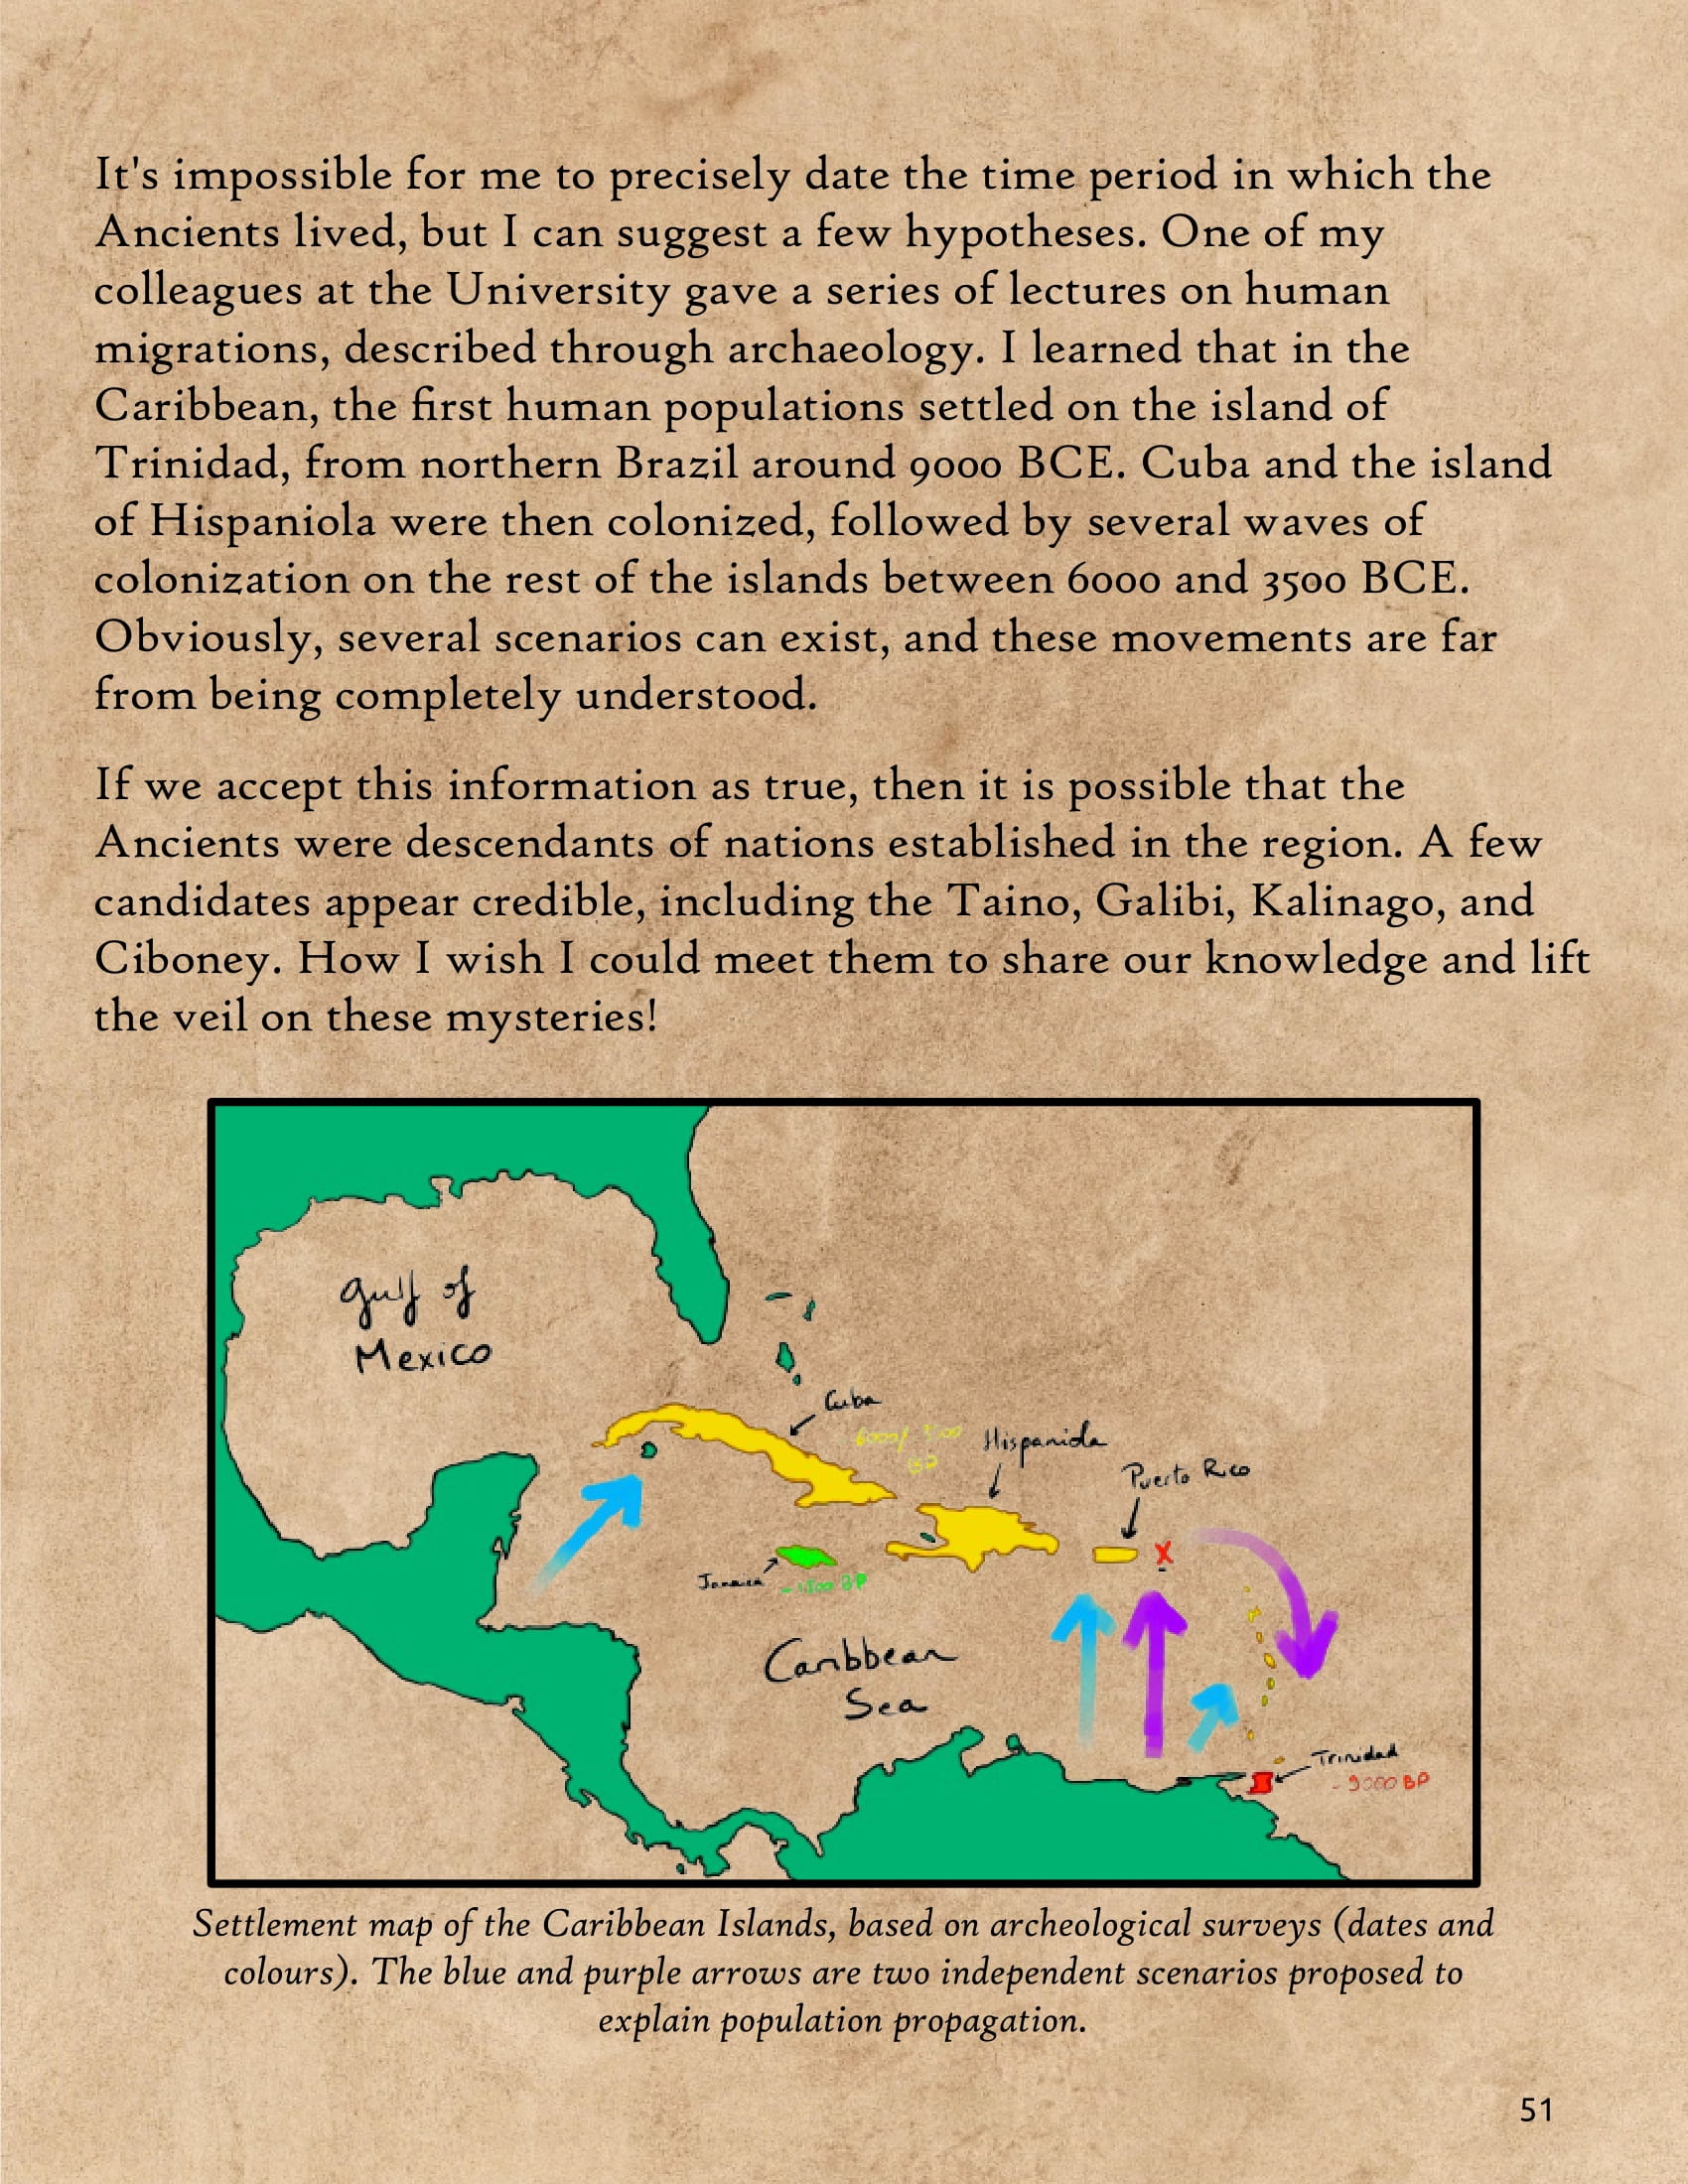 It's impossible for me to precisely date the time period in which the
Ancients lived, but I can suggest a few hypotheses. One of my
colleagues at the University gave a series of lectures on human
migrations, described through archaeology. I learned that in the
Caribbean, the first human populations settled on the island of
Trinidad, from northern Brazil around 9000 BCE. Cuba and the island
of Hispaniola were then colonized, followed by several waves of
colonization on the rest of the islands between 6000 and 3500 BCE.
Obviously, several scenarios can exist, and these movements are far
from being completely understood.
If we accept this information as true, then it is possible that the
Ancients were descendants of nations established in the region. A few
candidates appear credible, including the Taino, Galibi, Kalinago, and
Ciboney. How I wish I could meet them to share our knowledge and lift
the veil on these mysteries!
Gulf of
Mexico
Cuba
6000/
BP
Hispaniola
Puerto Rico
X
Jamaica
BP
Caribbean
Sea
Trinidad
- 9000 BP
Settlement map of the Caribbean Islands, based on archeological surveys (dates and
colours). The blue and purple arrows are two independent scenarios proposed to
explain population propagation.
51